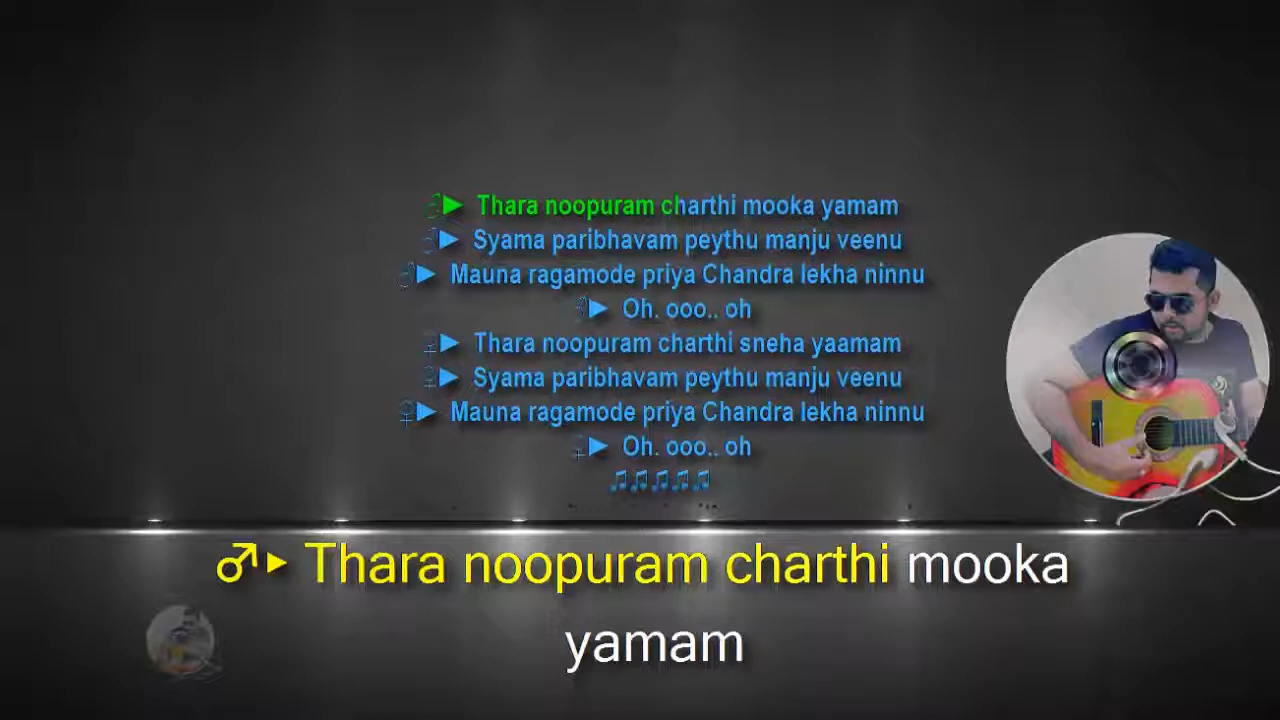 ♂► Thara noopuram charthi mooka yamam
♂► Syama paribhavam peythu manju veenu
♂► Mauna ragamode priya Chandra lekha ninnu
♂► Oh. ooo.. oh
♀► Thara noopuram charthi sneha yaamam
♀► Syama paribhavam peythu manju veenu
♀► Mauna ragamode priya Chandra lekha ninnu
♀► Oh. ooo.. oh
♫♫♫♫♫
♂► Thara noopuram charthi mooka
yamam